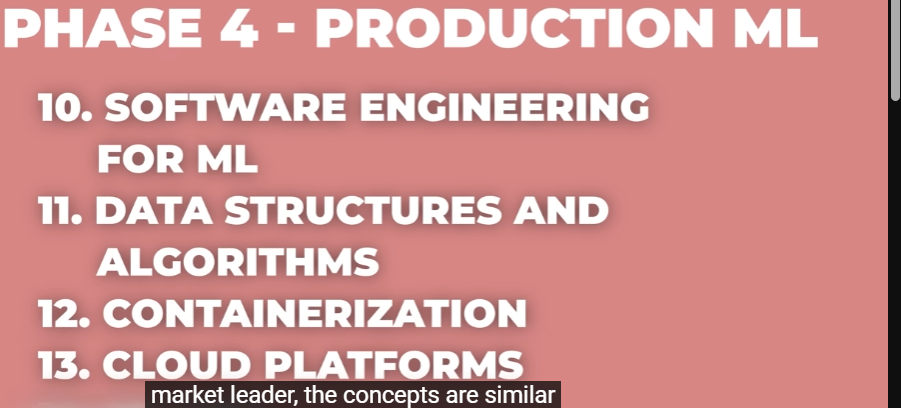 PHASE 4 - PRODUCTION ML
10. SOFTWARE ENGINEERING
FOR ML
11. DATA STRUCTURES AND
ALGORITHMS
12. CONTAINERIZATION
13. CLOUD PLATFORMS
market leader, the concepts are similar